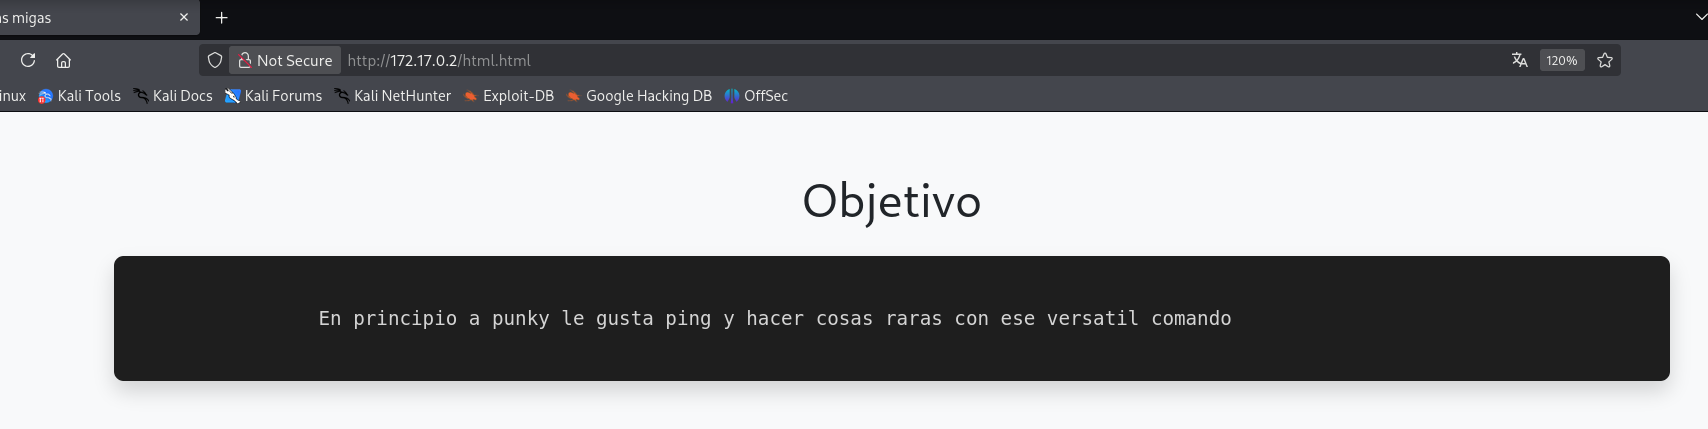 as migas
Not Secure http://172.17.0.2/html.html 120%
inux Kali Tools Kali Docs Kali Forums Kali NetHunter Exploit-DB Google Hacking DB OffSec
Objetivo
En principio a punky le gusta ping y hacer cosas raras con ese versatil comando